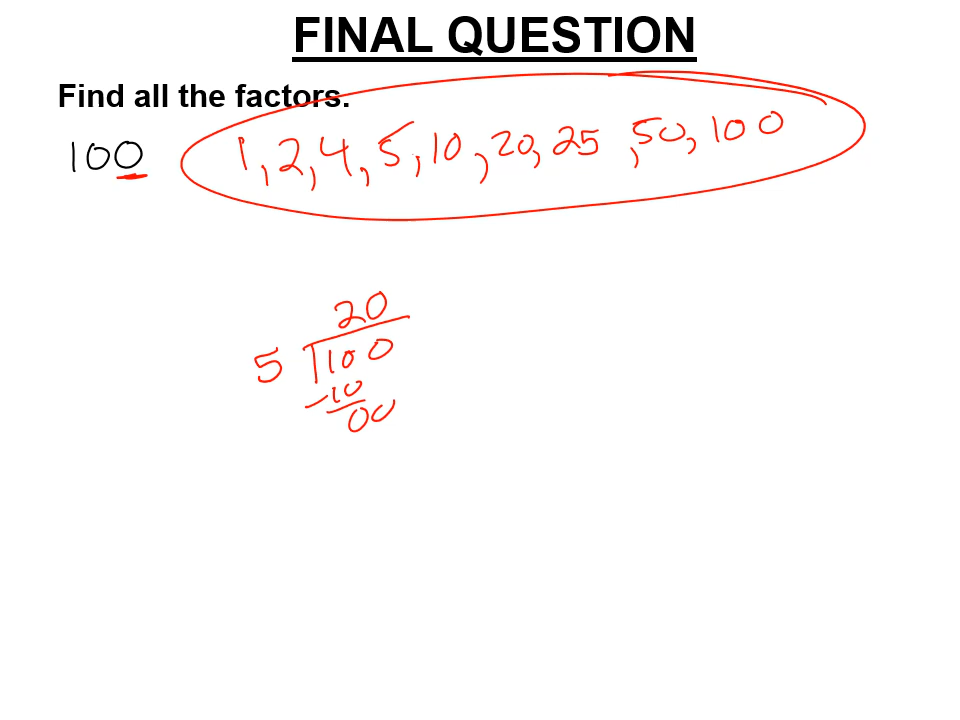 FINAL QUESTION
Find all the factors.
100 1, 2, 4, 5, 10, 20, 25, 50, 100
20
5 100
-10
00